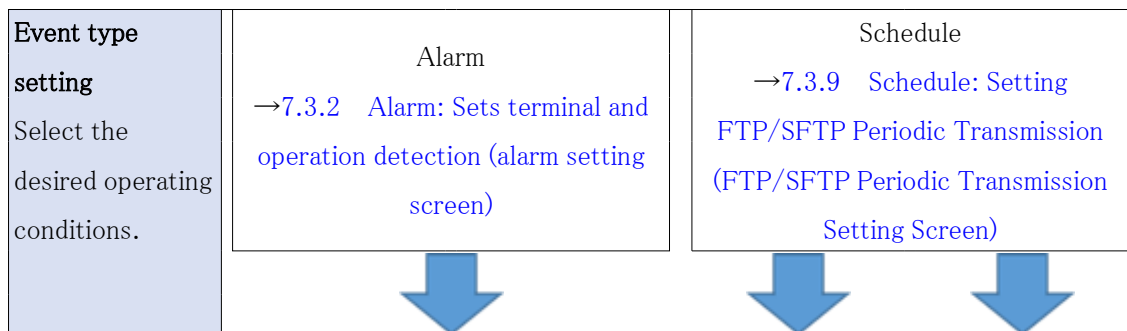 Event type
setting
Select the
desired operating
conditions.
Alarm
→7.3.2　Alarm: Sets terminal and
operation detection (alarm setting
screen)
Schedule
→7.3.9　Schedule: Setting
FTP/SFTP Periodic Transmission
(FTP/SFTP Periodic Transmission
Setting Screen)